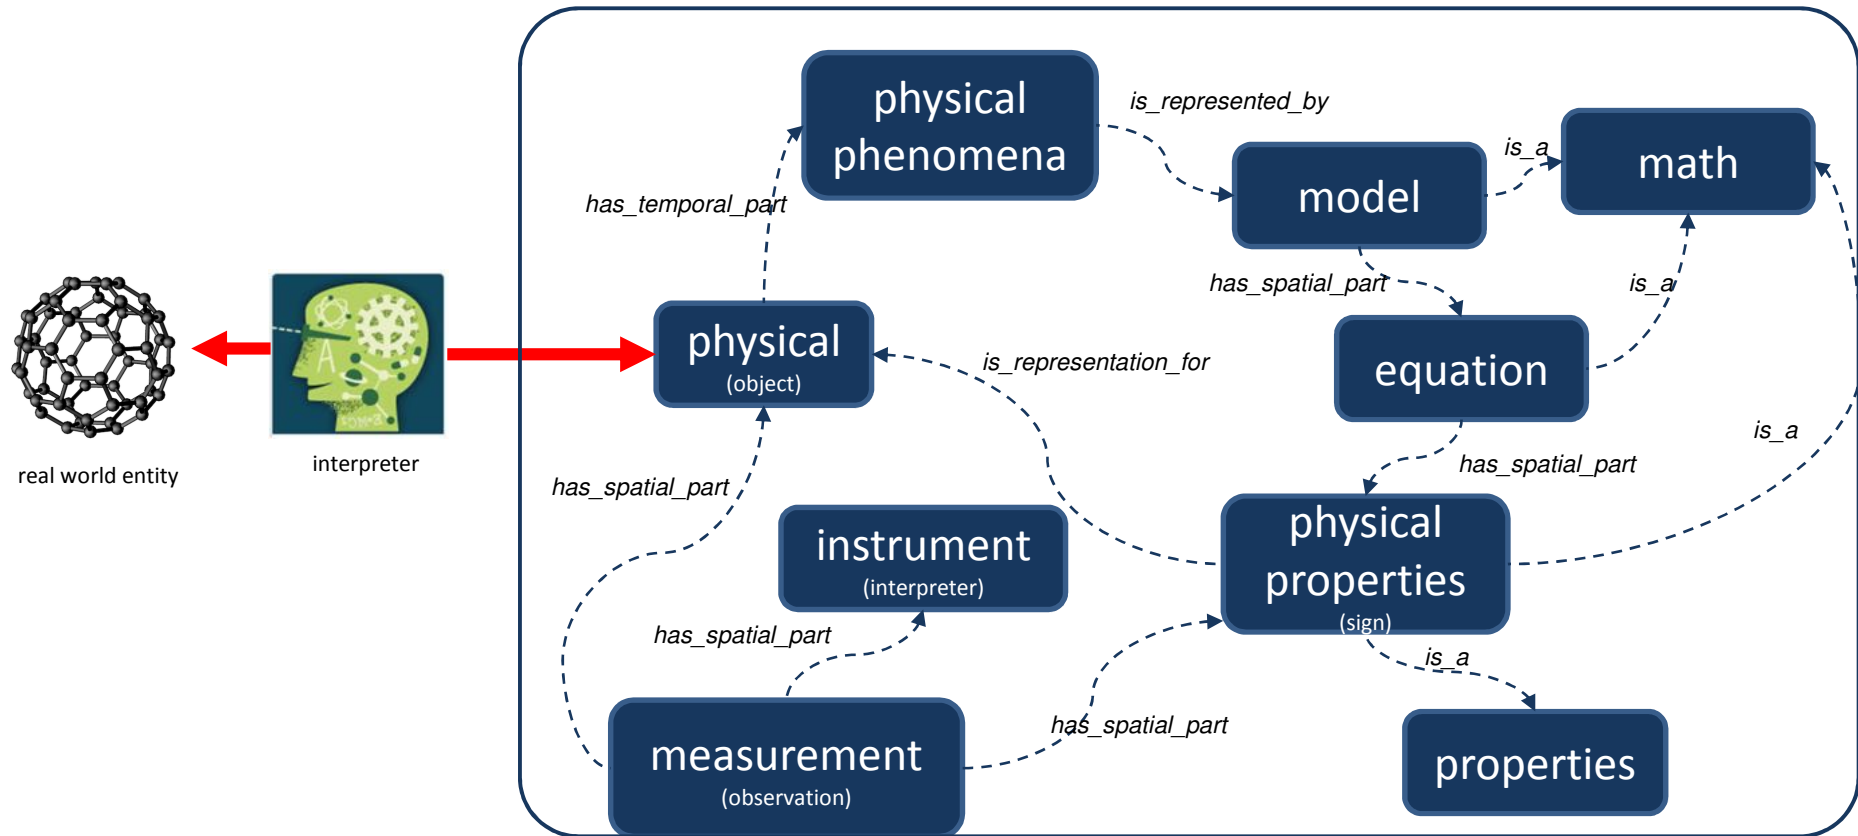 physical
phenomena
is_represented_by
model
is_a
math
has_temporal_part
has_spatial_part
is_a
physical
(object)
is_representation_for
equation
is_a
real world entity
interpreter
has_spatial_part
has_spatial_part
instrument
(interpreter)
physical
properties
(sign)
has_spatial_part
is_a
measurement
(observation)
has_spatial_part
properties